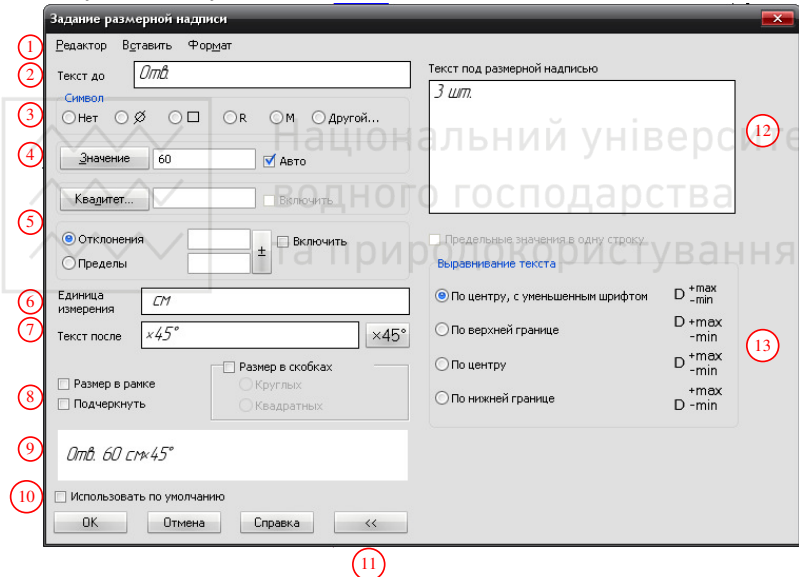 Задание размерной надписи
1 Редактор Вставить Формат
2 Текст до Отв.
Символ
3 Нет Ø □ R M Другой...
4 Значение 60 Авто
Квалитет... Включить
5
Отклонения ± Включить
Пределы
6 Единица
измерения см
7 Текст после ×45° ×45°
Размер в скобках
Размер в рамке Круглых
8 Подчеркнуть Квадратных
9 Отв. 60 см×45°
10 Использовать по умолчанию
OK Отмена Справка <<
11
Текст под размерной надписью
3 шт.
12
Предельные значения в одну строку
Выравнивание текста
По центру, с уменьшенным шрифтом D +max
-min
По верхней границе D +max
-min
13
По центру D +max
-min
По нижней границе +max
D -min
Національний університе
водного господарства
та природокористування